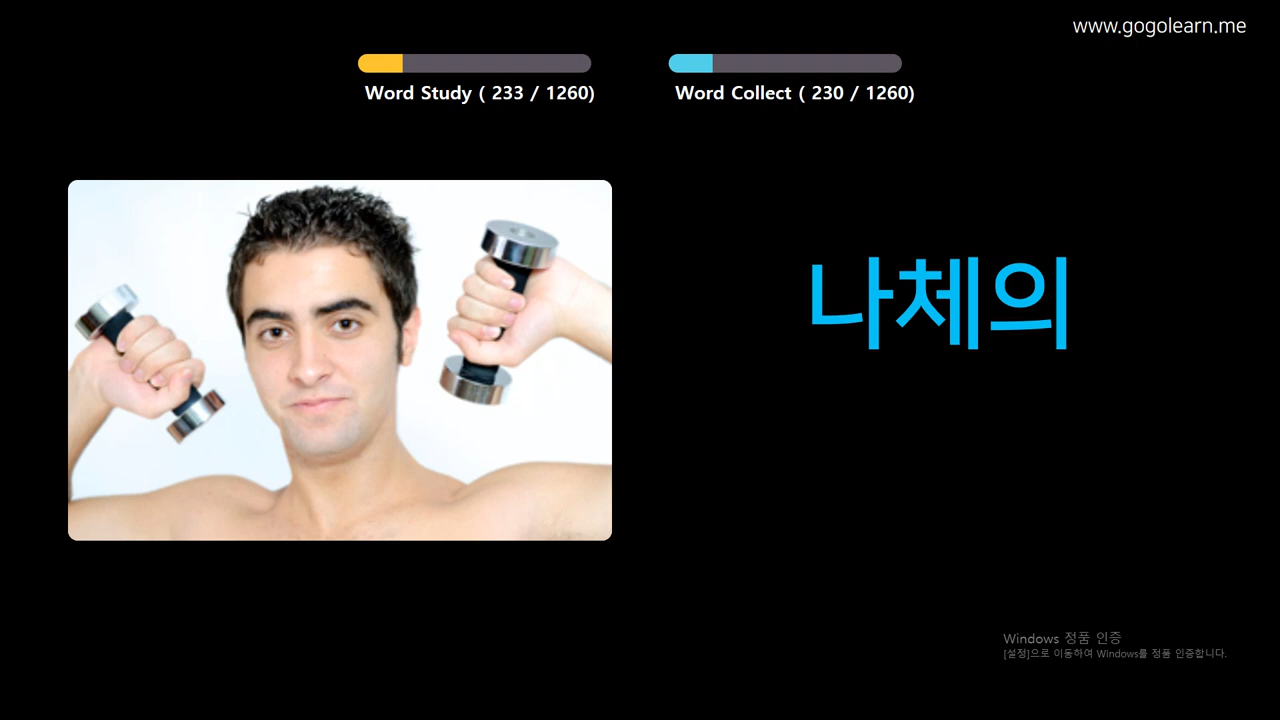 www.gogolearn.me
Word Study ( 233 / 1260)
Word Collect ( 230 / 1260)
나체의
Windows 정품 인증
[설정]으로 이동하여 Windows를 정품 인증합니다.